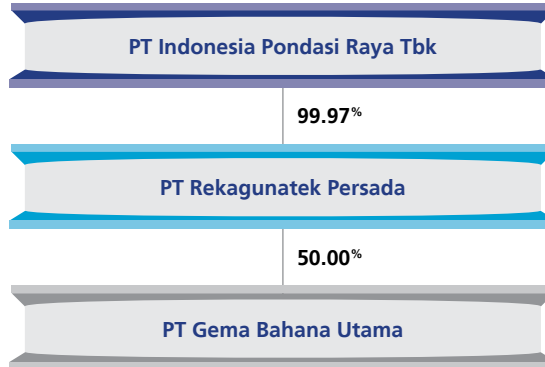 PT Indonesia Pondasi Raya Tbk
99.97%
PT Rekagunatek Persada
50.00%
PT Gema Bahana Utama